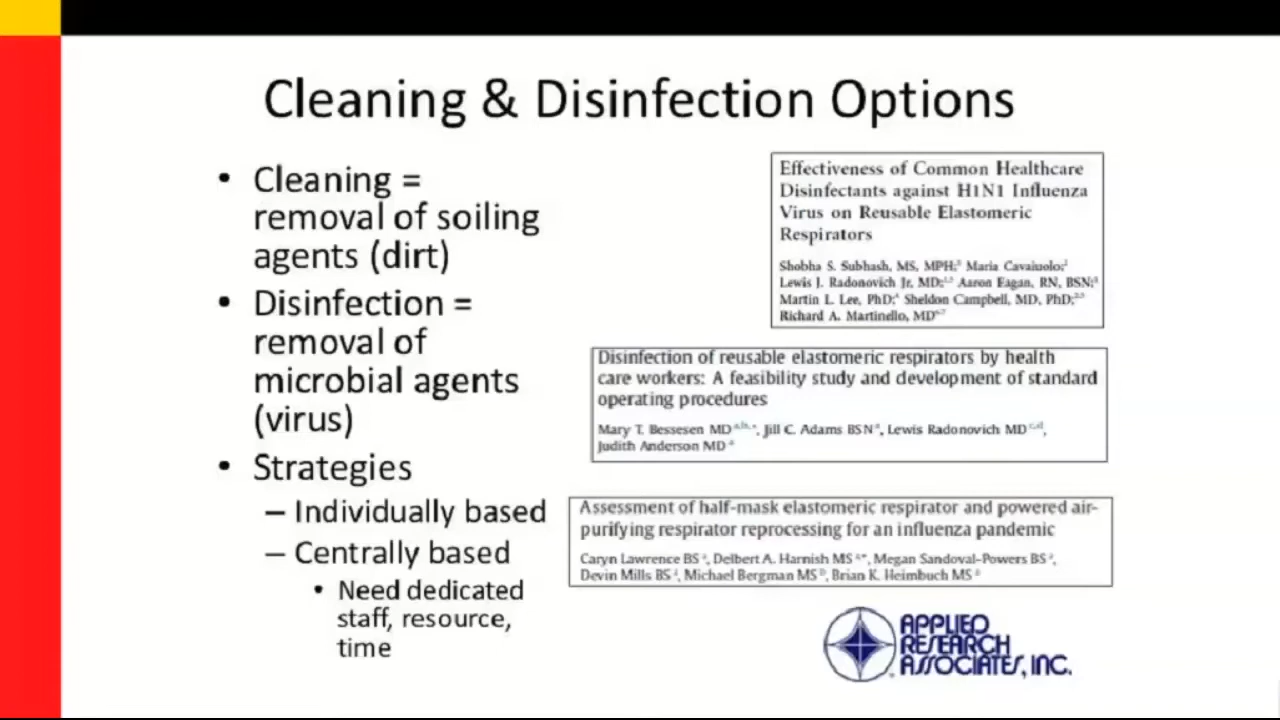 Cleaning & Disinfection Options
• Cleaning =
removal of soiling
agents (dirt)
• Disinfection =
removal of
microbial agents
(virus)
• Strategies
– Individually based
– Centrally based
• Need dedicated
staff, resource,
time
Effectiveness of Common Healthcare
Disinfectants against H1N1 Influenza
Virus on Reusable Elastomeric
Respirators
Shobha S. Subhash, MS, MPH; Maria Cavaiuolo;
Lewis J. Radonovich Jr, MD; Aaron Eagan, RN, BSN;
Martin L. Lee, PhD; Sheldon Campbell, MD, PhD;
Richard A. Martinello, MD
Disinfection of reusable elastomeric respirators by health
care workers: A feasibility study and development of standard
operating procedures
Mary T. Bessesen MD, Jill C. Adams BSN, Lewis Radonovich MD,
Judith Anderson MD
Assessment of half-mask elastomeric respirator and powered air-
purifying respirator reprocessing for an influenza pandemic
Caryn Lawrence BS, Delbert A. Harnish MS, Megan Sandoval-Powers BS,
Devin Mills BS, Michael Bergman MS, Brian K. Heimbuch MS
APPLIED
RESEARCH
ASSOCIATES, INC.